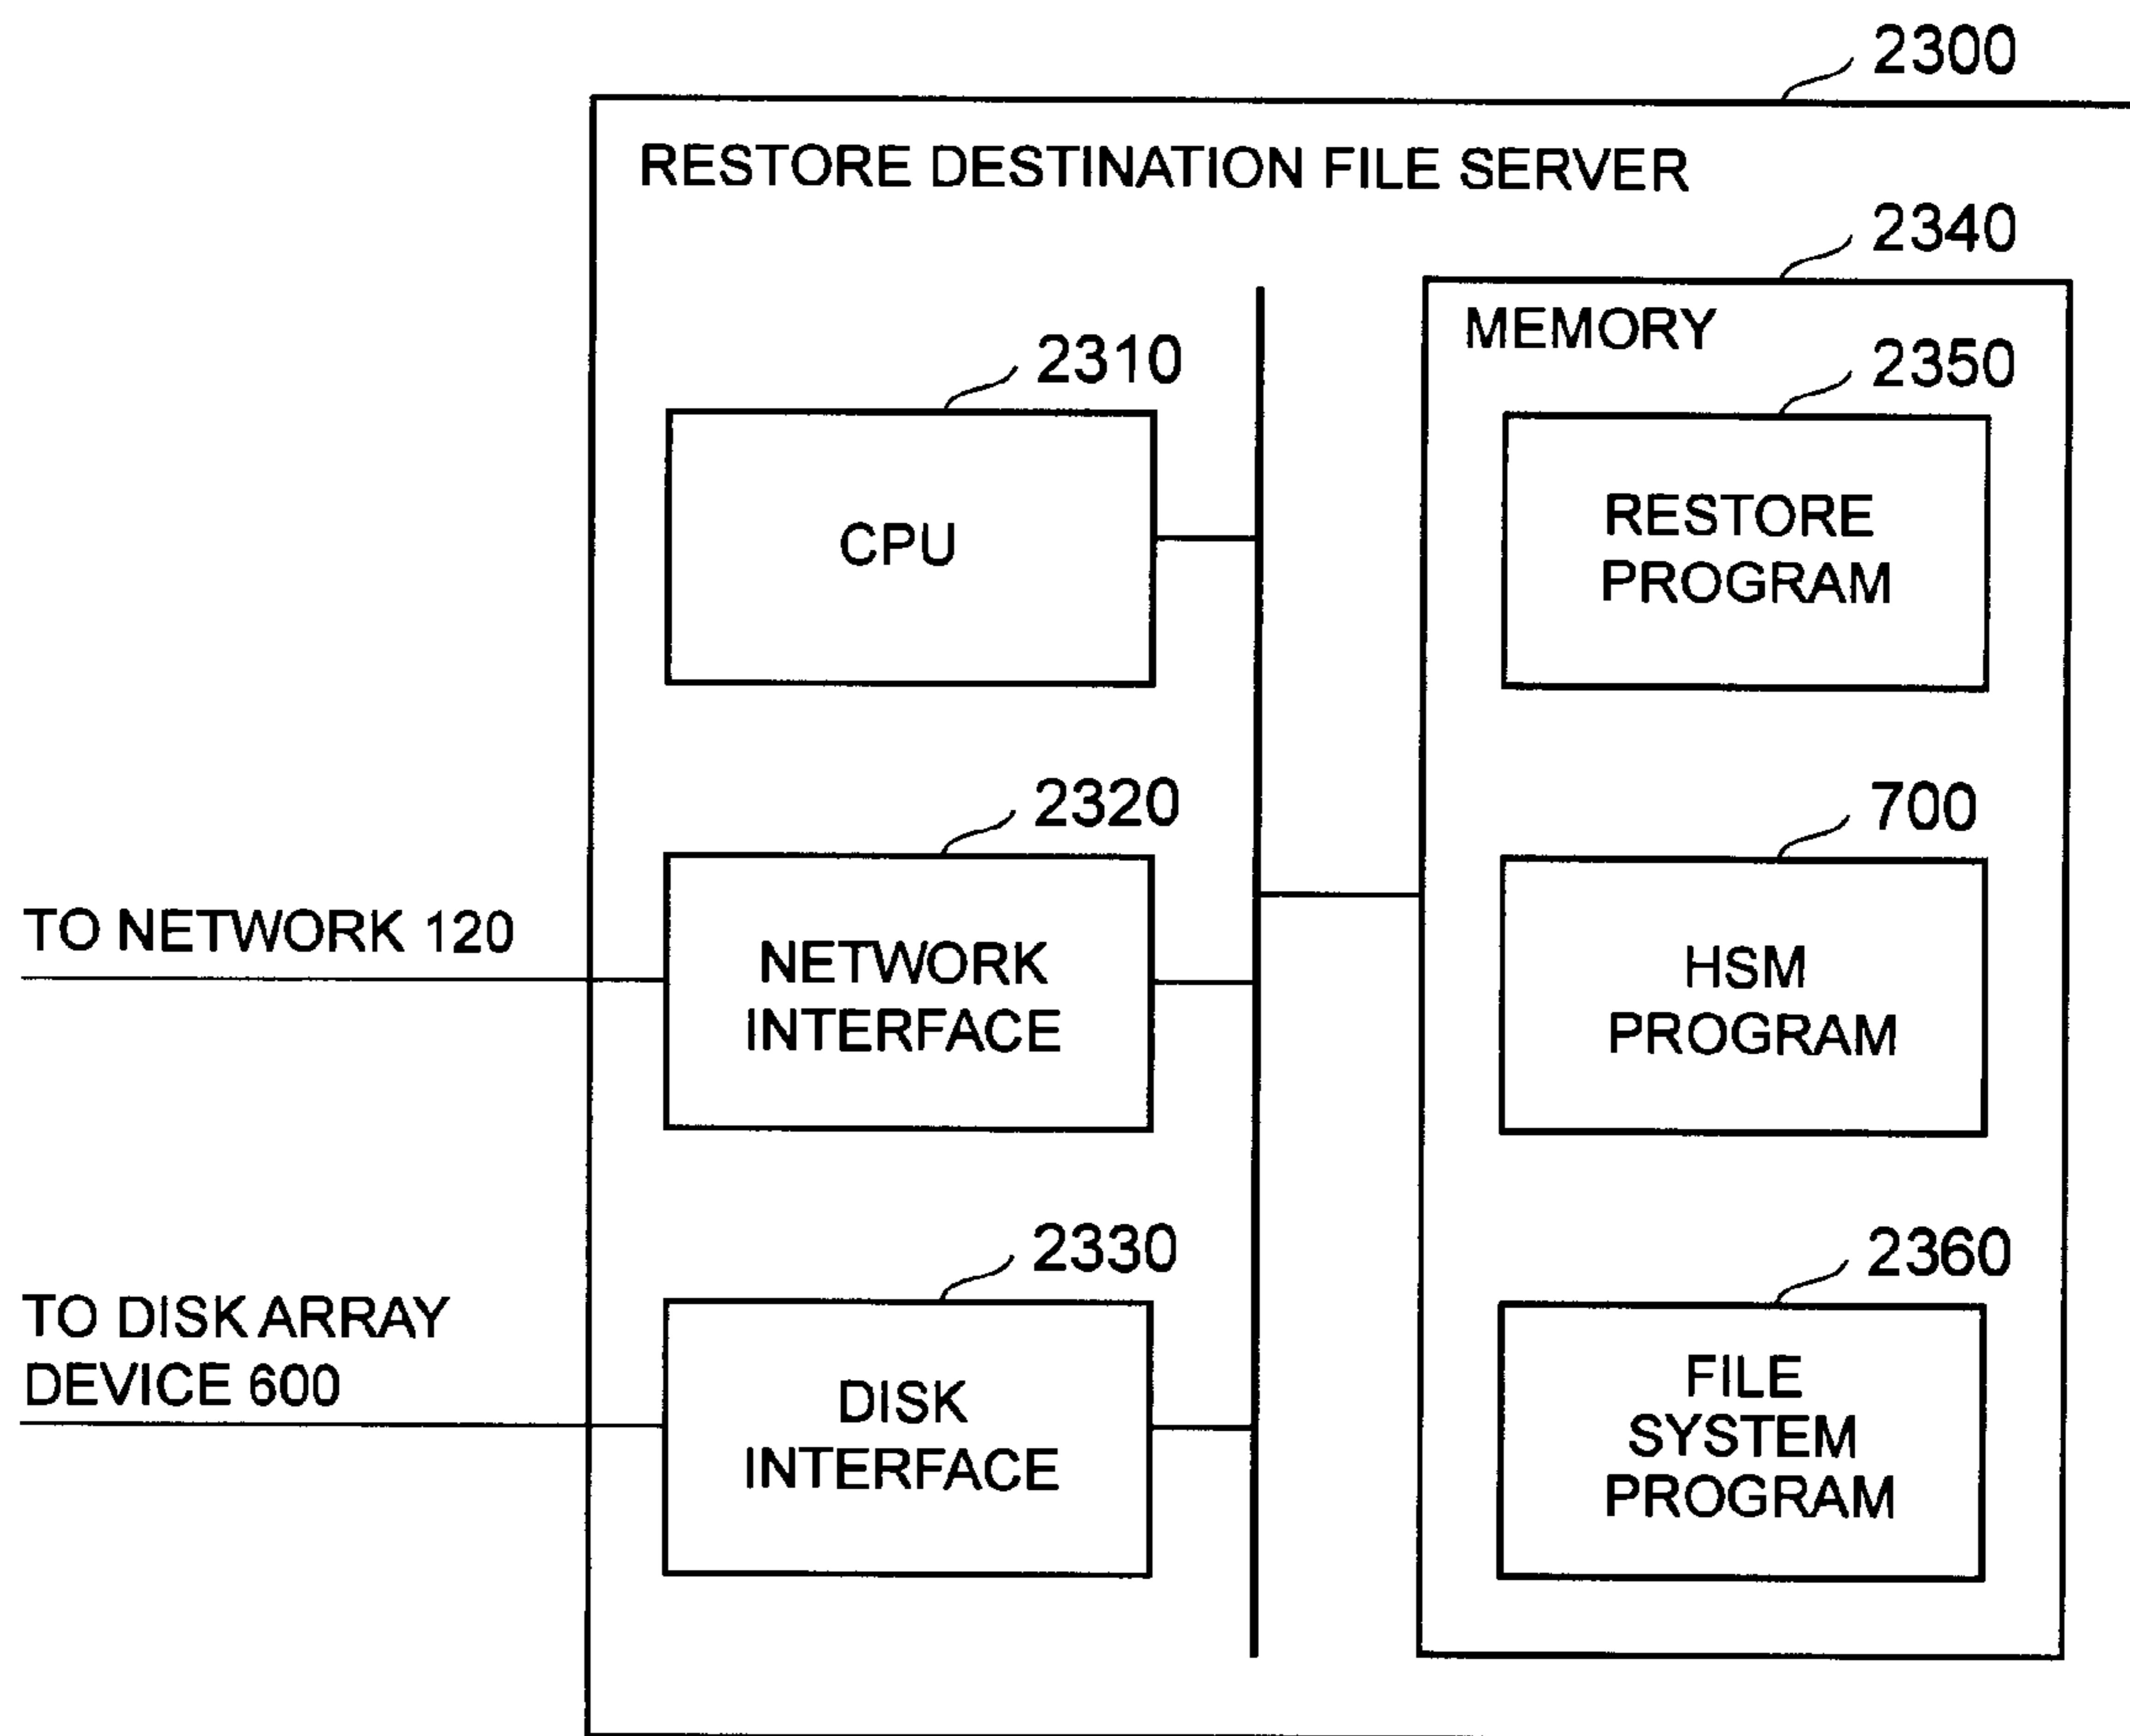 2300
RESTORE DESTINATION FILE SERVER
2340
MEMORY
2310
2350
CPU
RESTORE
PROGRAM
2320
700
TO NETWORK 120
NETWORK
INTERFACE
HSM
PROGRAM
2330
2360
TO DISK ARRAY
DEVICE 600
DISK
INTERFACE
FILE
SYSTEM
PROGRAM